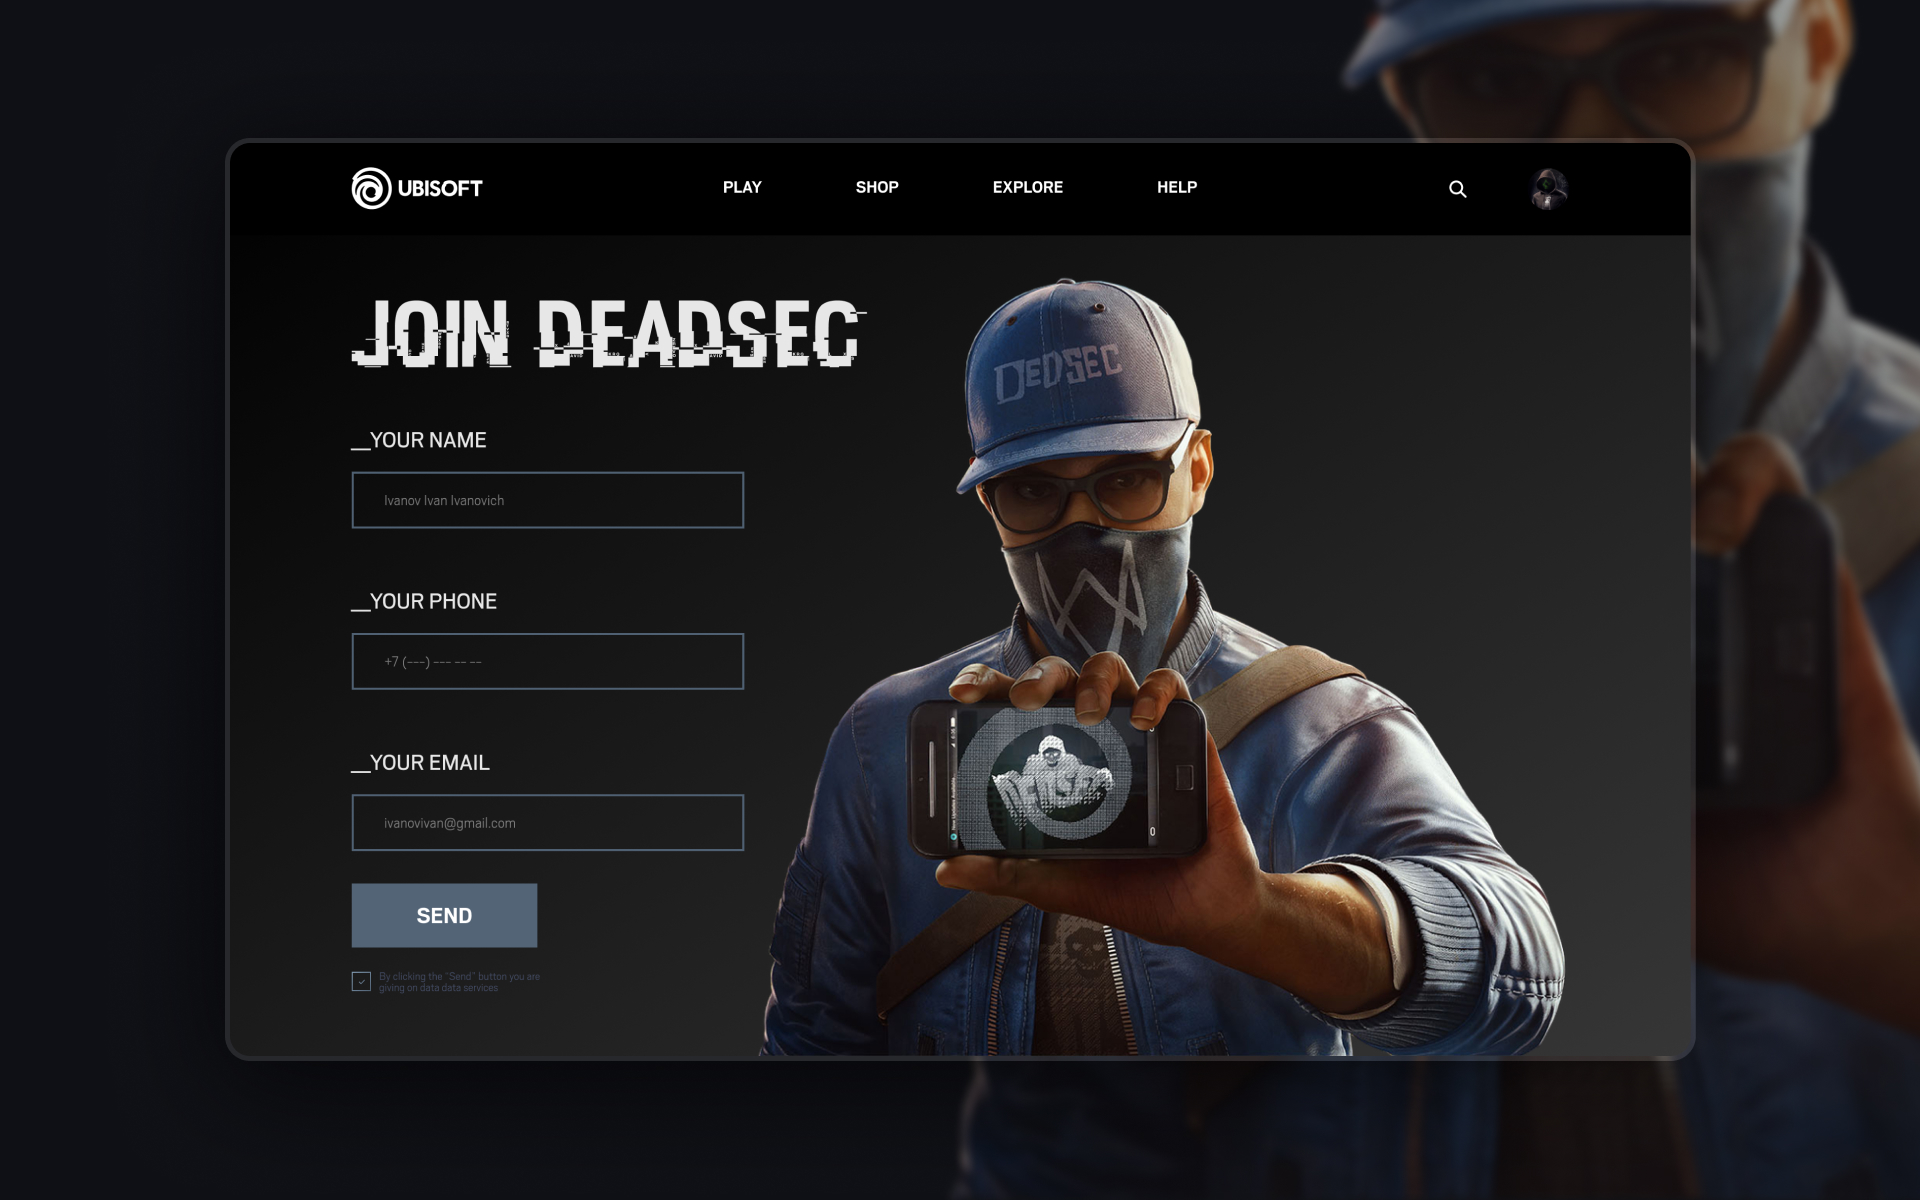 UBISOFT
PLAY SHOP EXPLORE HELP
JOIN DEADSEC
DEDSEC
__YOUR NAME
Ivanov Ivan Ivanovich
__YOUR PHONE
+7 (---) --- -- --
__YOUR EMAIL
ivanovivan@gmail.com
SEND
By clicking the "Send" button you are
giving on data data services